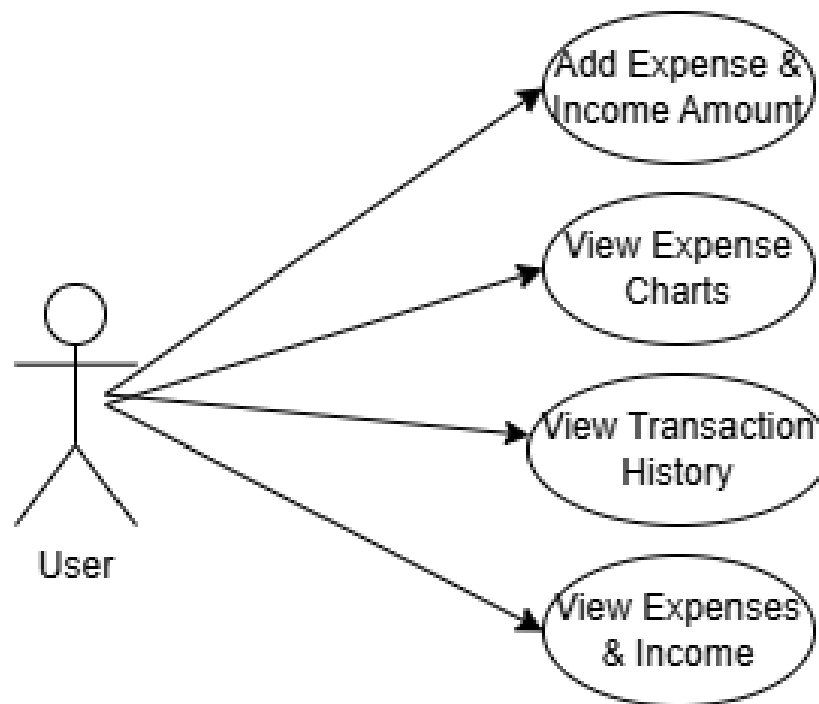 Add Expense &
Income Amount
View Expense
Charts
View Transaction
History
User
View Expenses
& Income